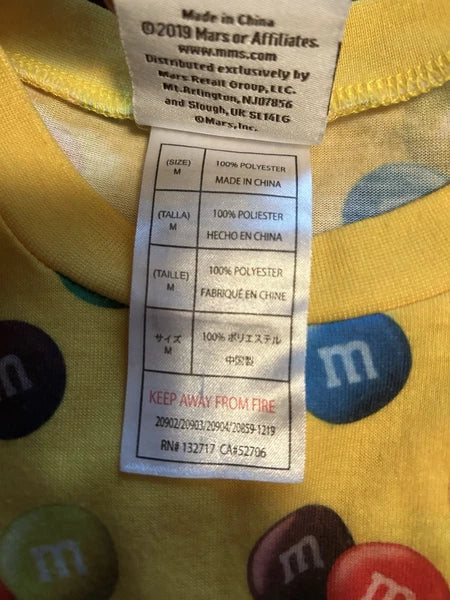 Made in China
©2019 Mars or Affiliates.
www.mms.com
Distributed exclusively by
Mars Retail Group, LLC.
Mt.Arlington, NJ07856
and Slough, UK SE14LG
©Mars, Inc.
(SIZE)
M
100% POLYESTER
MADE IN CHINA
(TALLA)
M
100% POLIESTER
HECHO EN CHINA
(TAILLE)
M
100% POLYESTER
FABRIQUÉ EN CHINE
サイズ
M
100% ポリエステル
中国製
KEEP AWAY FROM FIRE
20902/20903/20904/20859-1219
RN# 132717 CA#52706
m
m
m
m
m